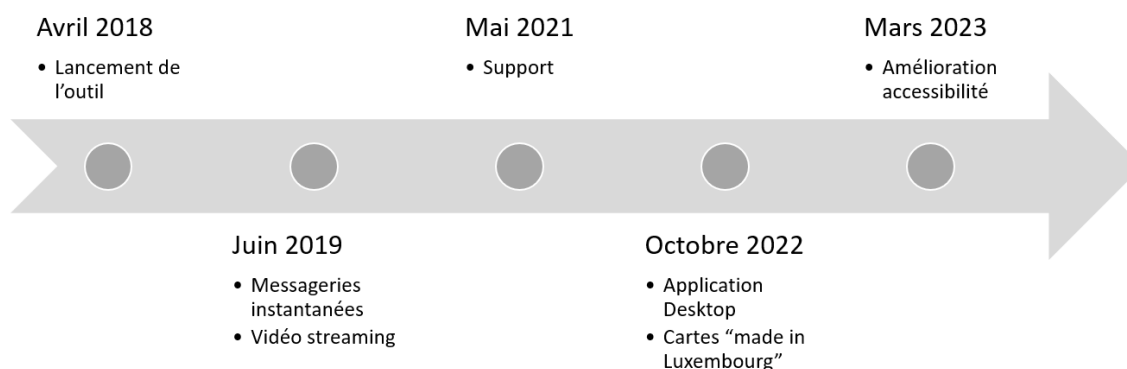 Avril 2018
• Lancement de
l’outil
Juin 2019
• Messageries
instantanées
• Vidéo streaming
Mai 2021
• Support
Octobre 2022
• Application
Desktop
• Cartes “made in
Luxembourg”
Mars 2023
• Amélioration
accessibilité